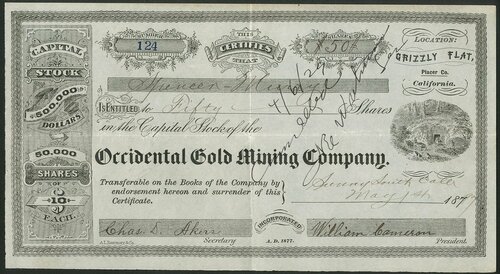 CAPITAL
STOCK
500,000
DOLLARS.
50,000
SHARES
OF
$10
EACH.
124
THIS
CERTIFIES
THAT
50
LOCATION:
GRIZZLY FLAT,
Placer Co.
California.
Spencer
Is ENTITLED to Fifty Shares
in the Capital Stock of the
Occidental Gold Mining Company.
Transferable on the Books of the Company by
endorsement hereon and surrender of this
Certificate.
May 187
Chas. D.
Secretary
INCORPORATED
A. D. 1877.
William Cameron
President